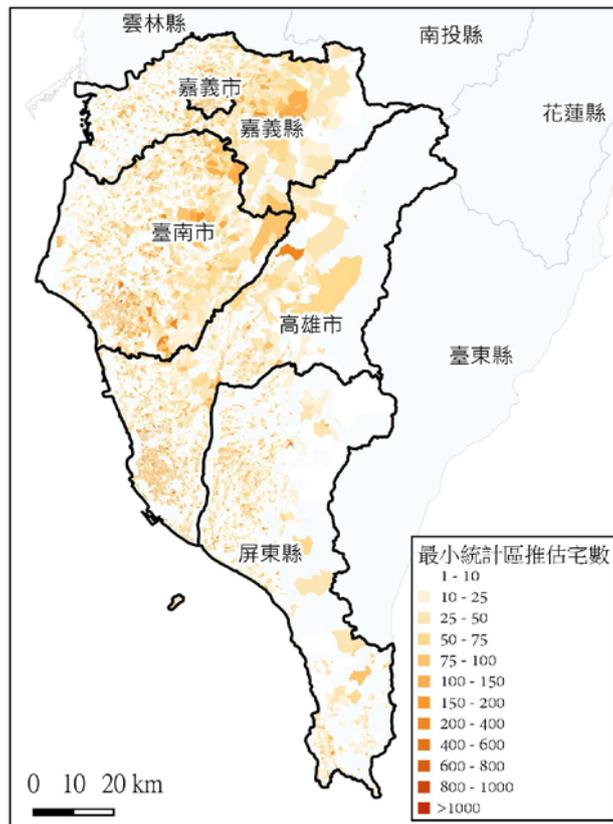 雲林縣
南投縣
嘉義市
花蓮縣
嘉義縣
臺南市
高雄市
臺東縣
屏東縣
最小統計區推估宅數
1 - 10
10 - 25
25 - 50
50 - 75
75 - 100
100 - 150
150 - 200
200 - 400
400 - 600
600 - 800
800 - 1000
>1000
0 10 20 km